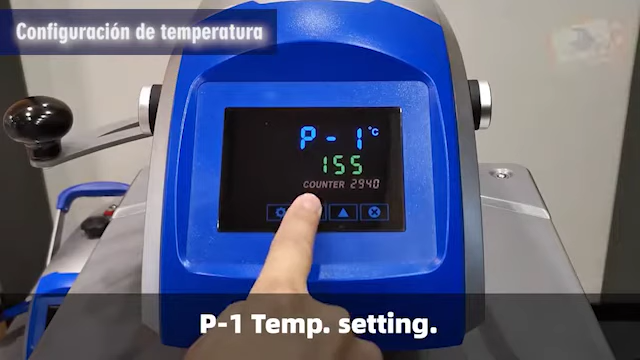 Configuración de temperatura
P-1 °C
155
COUNTER 2940
P-1 Temp. setting.